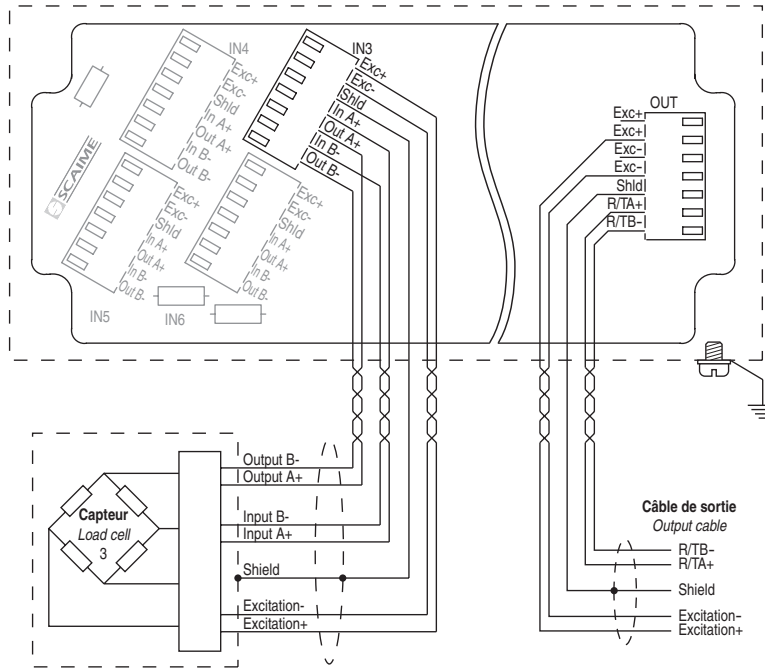 IN4
Exc+
Exc-
Shld
In A+
Out A+
In B-
Out B-
IN3
Exc+
Exc-
Shld
In A+
Out A+
In B-
Out B-
SCAIME
Exc+
Exc-
Shld
In A+
Out A+
In B-
Out B-
IN5
Exc+
Exc-
Shld
In A+
Out A+
In B-
Out B-
IN6
OUT
Exc+
Exc+
Exc-
Exc-
Shld
R/TA+
R/TB-
Capteur
Load cell
3
Output B-
Output A+
Input B-
Input A+
Shield
Excitation-
Excitation+
Câble de sortie
Output cable
R/TB-
R/TA+
Shield
Excitation-
Excitation+